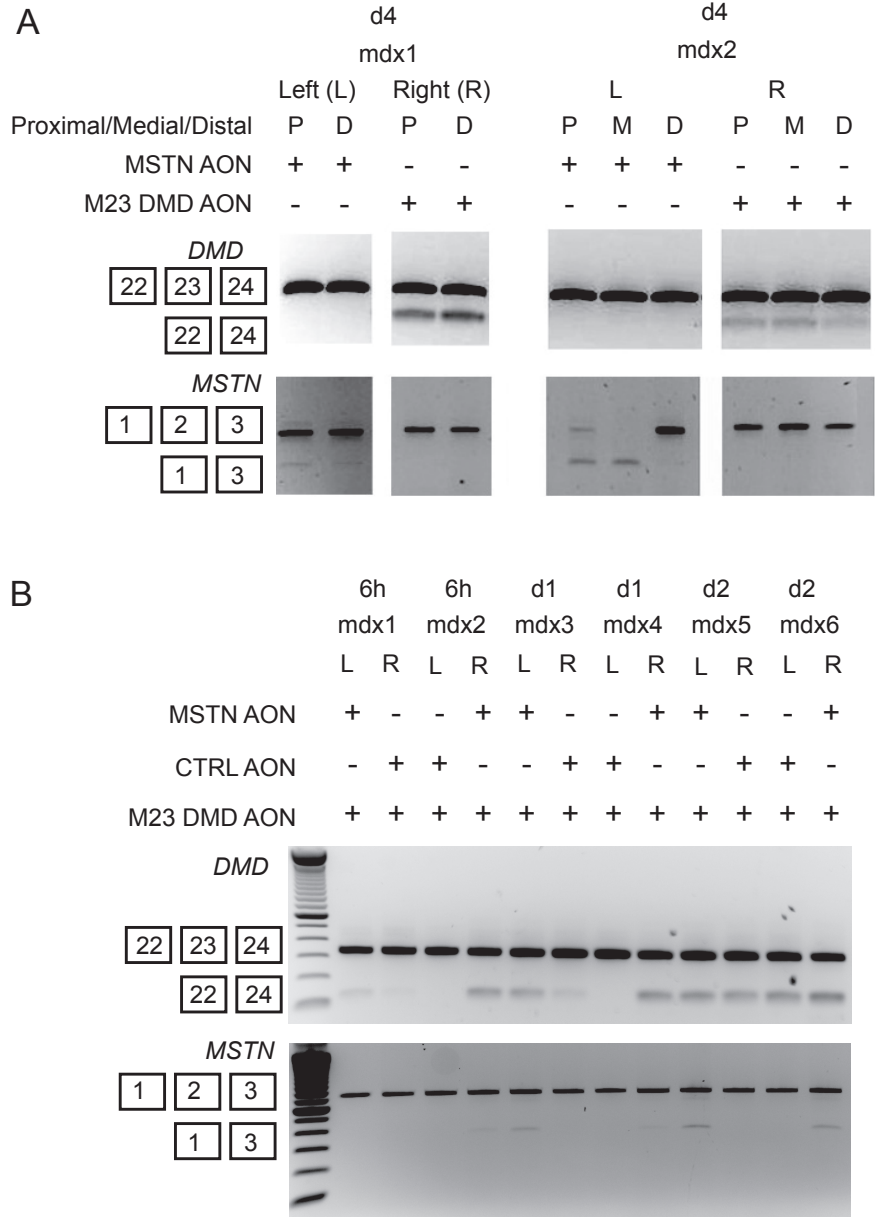 A
d4 d4
mdx1 mdx2
Left (L) Right (R) L R
Proximal/Medial/Distal P D P D P M D P M D
MSTN AON + + - - + + + - - -
M23 DMD AON - - + + - - - + + +
DMD
22 23 24
22 24
MSTN
1 2 3
1 3
B
6h 6h d1 d1 d2 d2
mdx1 mdx2 mdx3 mdx4 mdx5 mdx6
L R L R L R L R L R L R
MSTN AON + - - + + - - + + - - +
CTRL AON - + + - - + + - - + + -
M23 DMD AON + + + + + + + + + + + +
DMD
22 23 24
22 24
MSTN
1 2 3
1 3